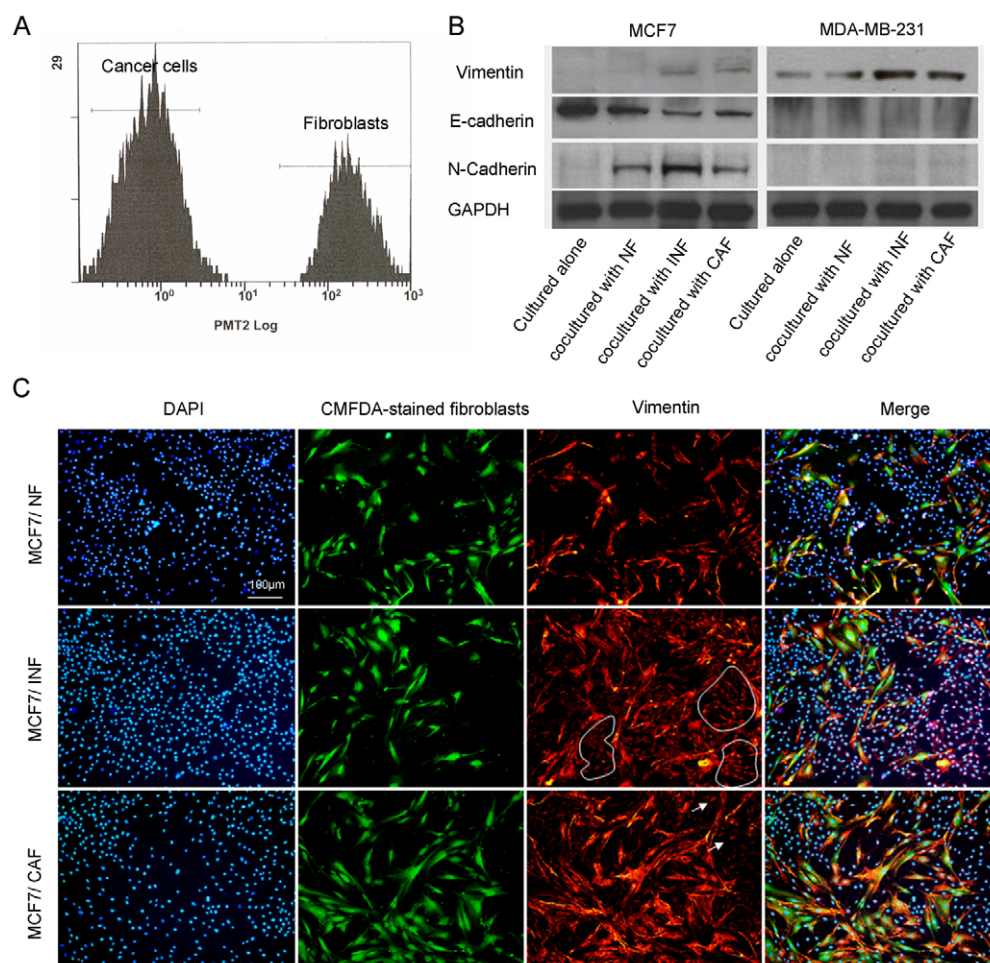 A
29
Cancer cells
Fibroblasts
10⁰ 10¹ 10² 10³
PMT2 Log
B
MCF7 MDA-MB-231
Vimentin
E-cadherin
N-Cadherin
GAPDH
Cultured alone
cocultured with NF
cocultured with INF
cocultured with CAF
Cultured alone
cocultured with NF
cocultured with INF
cocultured with CAF
C
DAPI CMFDA-stained fibroblasts Vimentin Merge
MCF7/ NF
100µm
MCF7/ INF
MCF7/ CAF